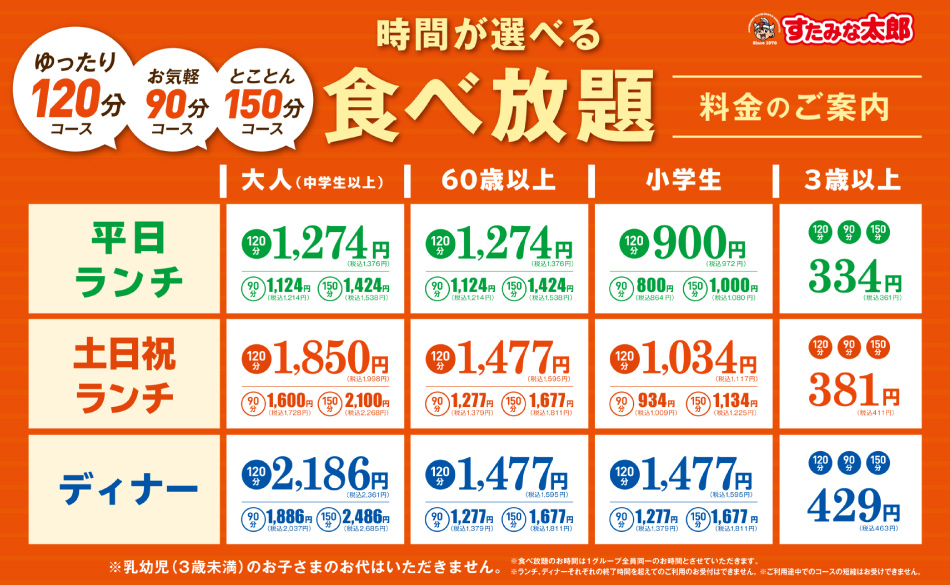 ゆったり
120分
コース
お気軽
90分
コース
とことん
150分
コース
時間が選べる
食べ放題
Since 1970
すたみな太郎
料金のご案内
大人(中学生以上) 60歳以上 小学生 3歳以上
平日
ランチ
120分 1,274円
(税込1,376円)
90分 1,124円 150分 1,424円
(税込1,214円) (税込1,538円)
120分 1,274円
(税込1,376円)
90分 1,124円 150分 1,424円
(税込1,214円) (税込1,538円)
120分 900円
(税込972円)
90分 800円 150分 1,000円
(税込864円) (税込1,080円)
120分 90分 150分
334円
(税込361円)
土日祝
ランチ
120分 1,850円
(税込1,998円)
90分 1,600円 150分 2,100円
(税込1,728円) (税込2,268円)
120分 1,477円
(税込1,595円)
90分 1,277円 150分 1,677円
(税込1,379円) (税込1,811円)
120分 1,034円
(税込1,117円)
90分 934円 150分 1,134円
(税込1,009円) (税込1,225円)
120分 90分 150分
381円
(税込411円)
ディナー
120分 2,186円
(税込2,361円)
90分 1,886円 150分 2,486円
(税込2,037円) (税込2,685円)
120分 1,477円
(税込1,595円)
90分 1,277円 150分 1,677円
(税込1,379円) (税込1,811円)
120分 1,477円
(税込1,595円)
90分 1,277円 150分 1,677円
(税込1,379円) (税込1,811円)
120分 90分 150分
429円
(税込463円)
※乳幼児(3歳未満)のお子さまのお代はいただきません。
※食べ放題のお時間は1グループ全員同一のお時間とさせていただきます。
※ランチ、ディナーそれぞれの終了時間を超えてのご利用のお受付はできません。 ※ご利用途中でのコースの短縮はお受けできません。